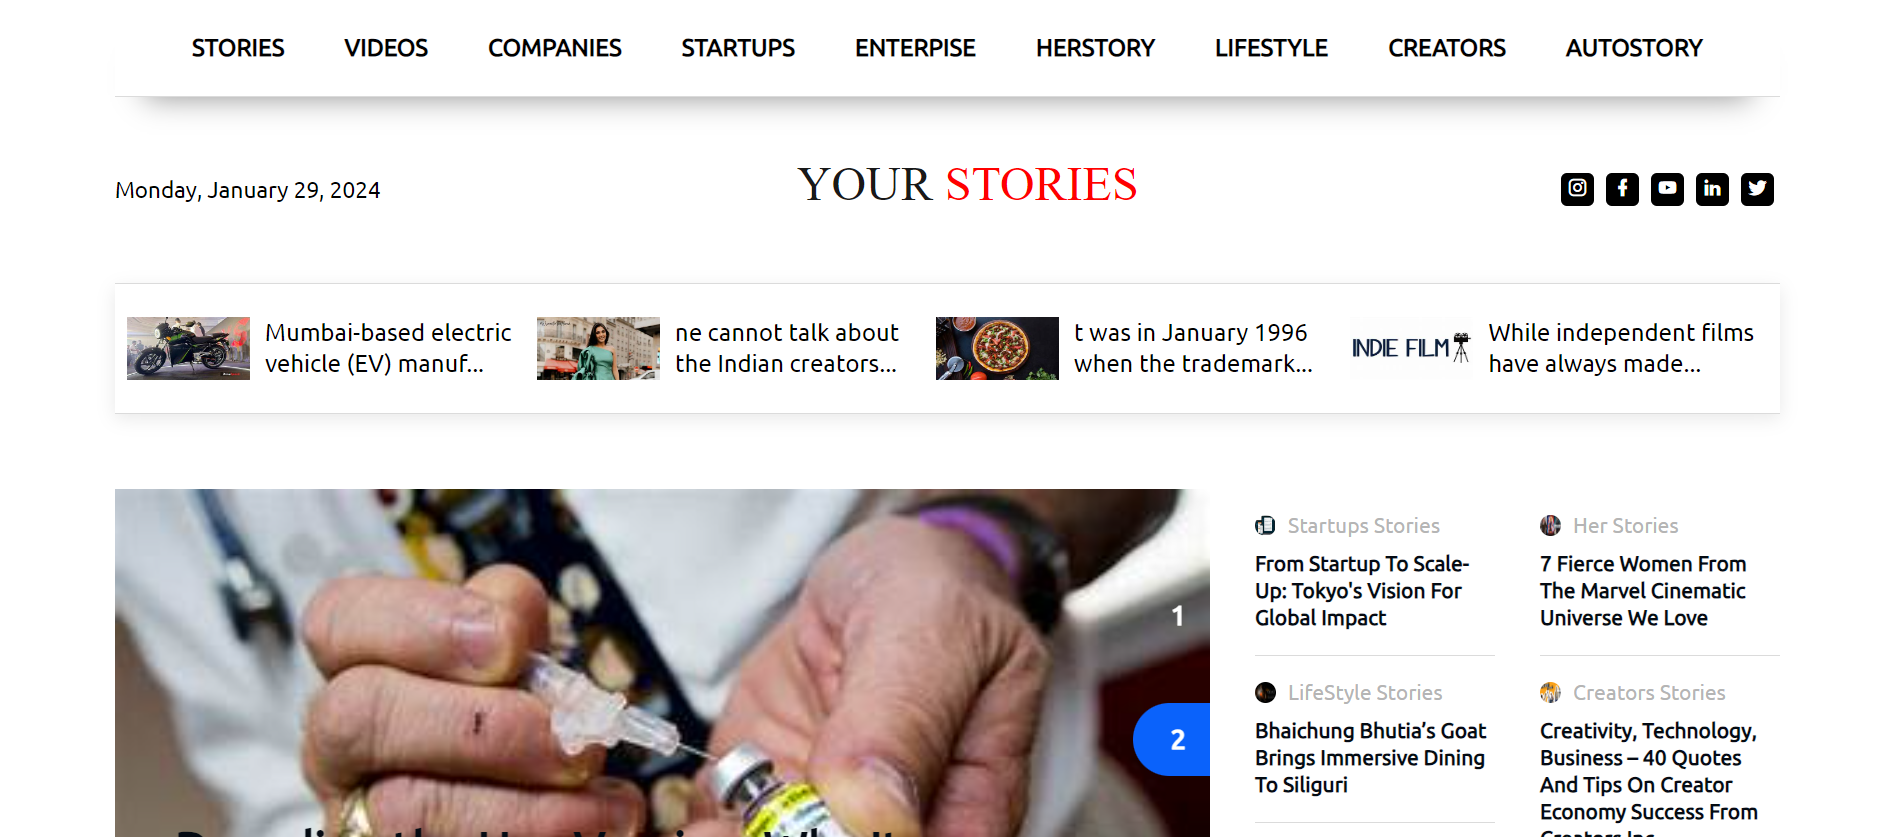 STORIES VIDEOS COMPANIES STARTUPS ENTERPISE HERSTORY LIFESTYLE CREATORS AUTOSTORY
Monday, January 29, 2024
YOUR STORIES
Mumbai-based electric
vehicle (EV) manuf...
ne cannot talk about
the Indian creators...
t was in January 1996
when the trademark...
INDIE FILM
While independent films
have always made...
1
2
Startups Stories
From Startup To Scale-
Up: Tokyo's Vision For
Global Impact
Her Stories
7 Fierce Women From
The Marvel Cinematic
Universe We Love
LifeStyle Stories
Bhaichung Bhutia’s Goat
Brings Immersive Dining
To Siliguri
Creators Stories
Creativity, Technology,
Business – 40 Quotes
And Tips On Creator
Economy Success From